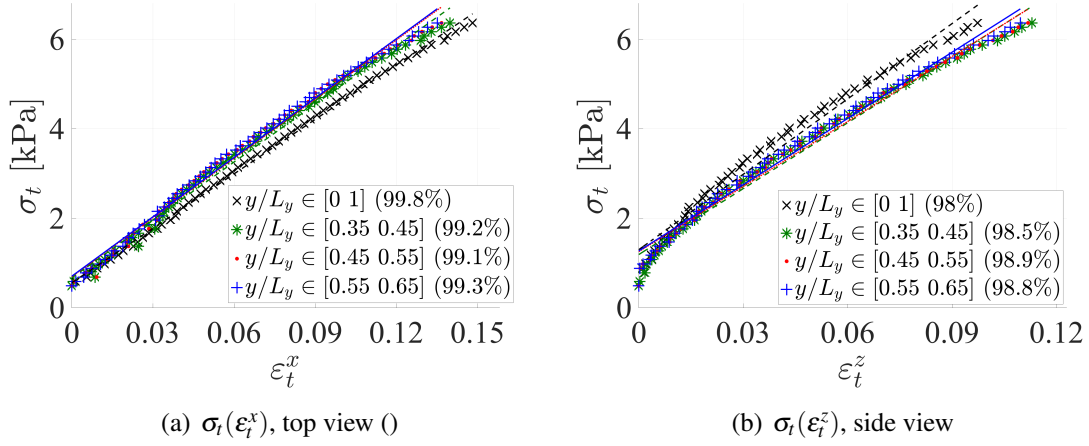 6
4
2
0
σ_t [kPa]
y/L_y ∈ [0 1] (99.8%)
y/L_y ∈ [0.35 0.45] (99.2%)
y/L_y ∈ [0.45 0.55] (99.1%)
y/L_y ∈ [0.55 0.65] (99.3%)
0 0.03 0.06 0.09 0.12 0.15
ε_t^x
(a) σ_t(ε_t^x), top view ()
6
4
2
0
σ_t [kPa]
y/L_y ∈ [0 1] (98%)
y/L_y ∈ [0.35 0.45] (98.5%)
y/L_y ∈ [0.45 0.55] (98.9%)
y/L_y ∈ [0.55 0.65] (98.8%)
0 0.03 0.06 0.09 0.12
ε_t^z
(b) σ_t(ε_t^z), side view